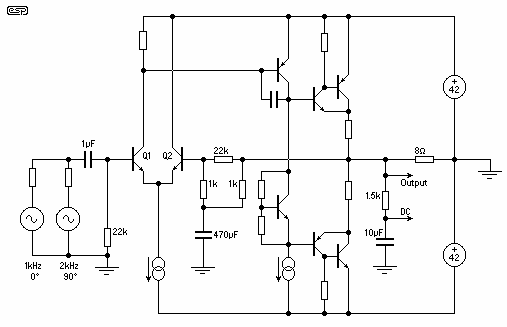 esp
+
42
1µF
Q1
Q2
22k
8Ω
1k
1k
Output
1.5k
DC
22k
470µF
10µF
+
42
1kHz
0°
2kHz
90°